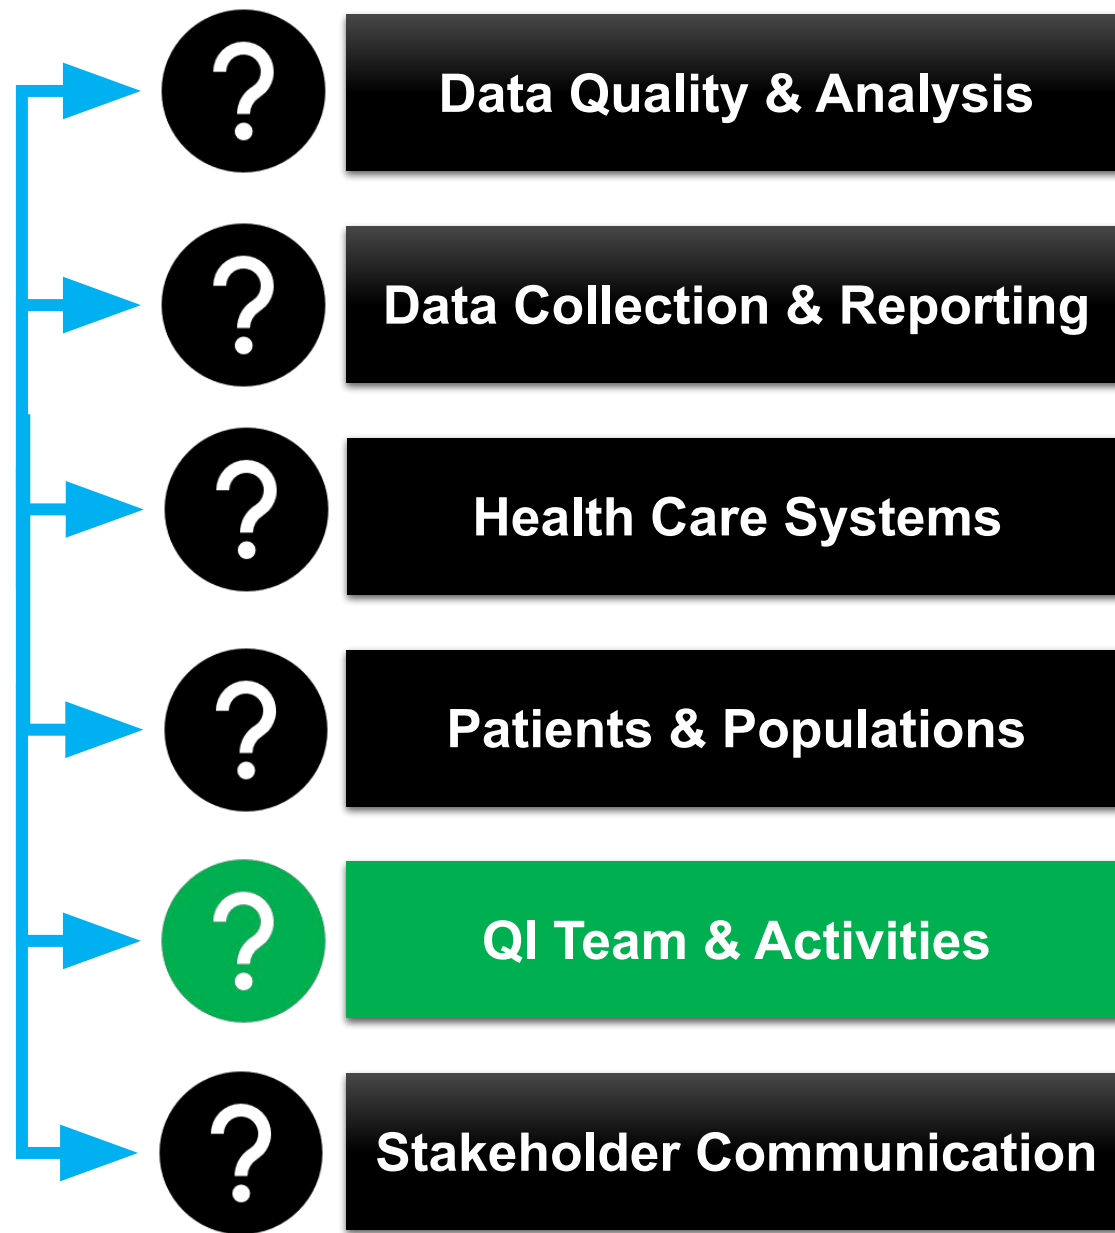 ?
Data Quality & Analysis
?
Data Collection & Reporting
?
Health Care Systems
?
Patients & Populations
?
QI Team & Activities
?
Stakeholder Communication